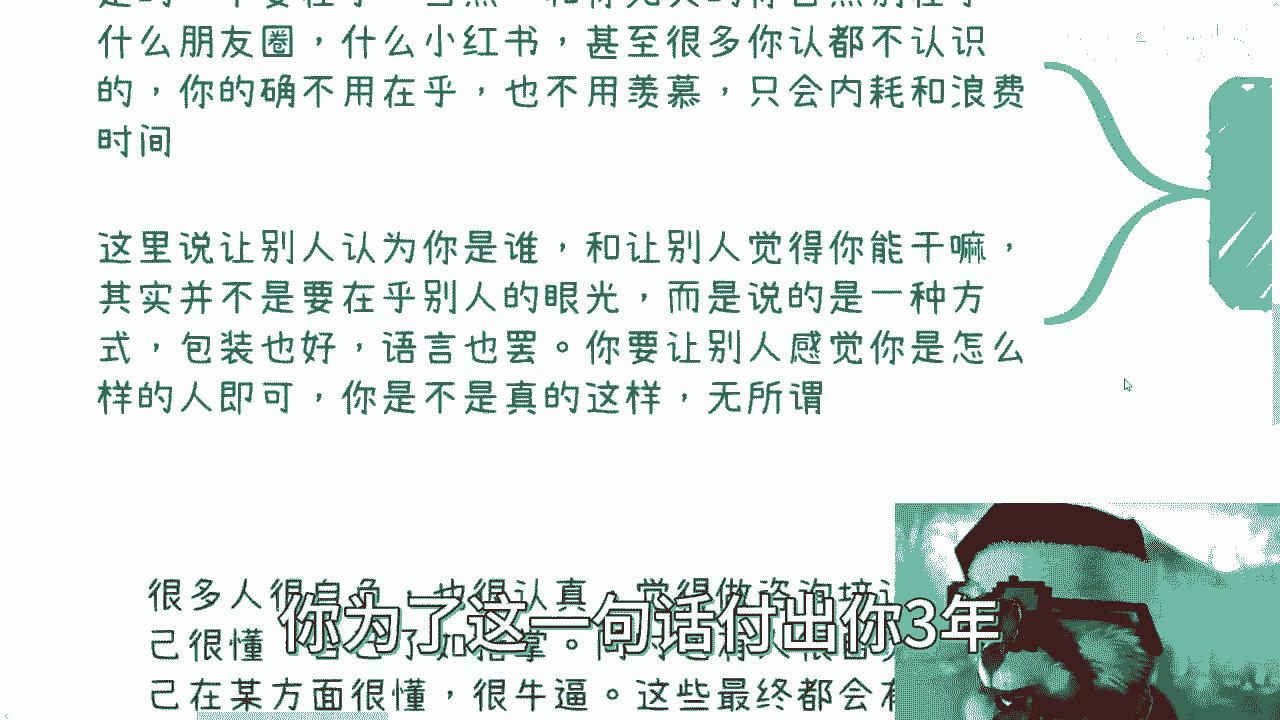 什么朋友圈，什么小红书，甚至很多你认都不认识
的，你的确不用在乎，也不用羡慕，只会内耗和浪费
时间
这里说让别人认为你是谁，和让别人觉得你能干嘛，
其实并不是要在乎别人的眼光，而是说的是一种方
式，包装也好，语言也罢。你要让别人感觉你是怎么
样的人即可，你是不是真的这样，无所谓
很多人很自负，也很认真，觉得做咨询培训
己很懂
己在某方面很懂，很牛逼。这些最终都会有
你为了这一句话付出你3年